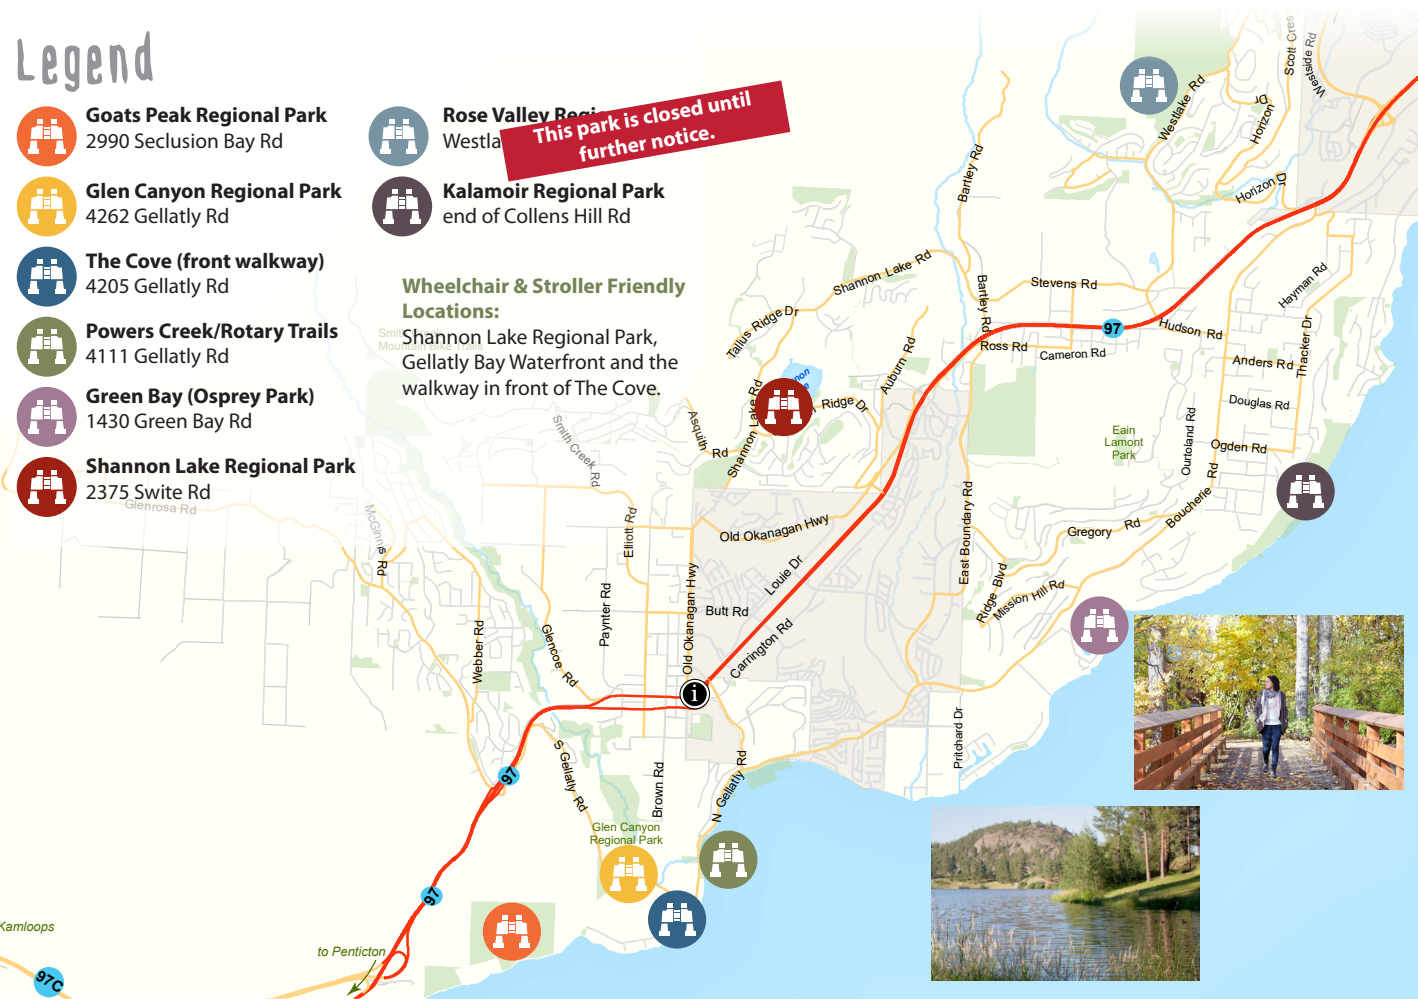 Legend
Goats Peak Regional Park
2990 Seclusion Bay Rd
Glen Canyon Regional Park
4262 Gellatly Rd
The Cove (front walkway)
4205 Gellatly Rd
Powers Creek/Rotary Trails
4111 Gellatly Rd
Green Bay (Osprey Park)
1430 Green Bay Rd
Shannon Lake Regional Park
2375 Swite Rd
Rose Valley
This park is closed until
further notice.
Kalamoir Regional Park
end of Collens Hill Rd
Wheelchair & Stroller Friendly
Locations:
Shannon Lake Regional Park,
Gellatly Bay Waterfront and the
walkway in front of The Cove.
Westlake Rd
Scott Cres
Westside Rd
Horizon Dr
Horizon Dr
Bartley Rd
Shannon Lake Rd
Stevens Rd
Bartley Rd
Hayman Rd
97
Hudson Rd
Tallus Ridge Dr
Ross Rd
Cameron Rd
Thacker Dr
Anders Rd
Auburn Rd
Shannon Lake Rd
Ridge Dr
Douglas Rd
Asquith Rd
Eain
Lamont
Park
Ourtoland Rd
Ogden Rd
Boucherie Rd
Smith Creek Rd
Glenrosa Rd
McGinnis Rd
Elliott Rd
Old Okanagan Hwy
East Boundary Rd
Gregory Rd
Louie Dr
Ridge Blvd
Mission Hill Rd
Paynter Rd
Butt Rd
Old Okanagan Hwy
Carrington Rd
Webber Rd
Glencoe Rd
i
Pritchard Dr
S Gellatly Rd
Brown Rd
N Gellatly Rd
97
Glen Canyon
Regional Park
97
Kamloops
to Penticton
97C